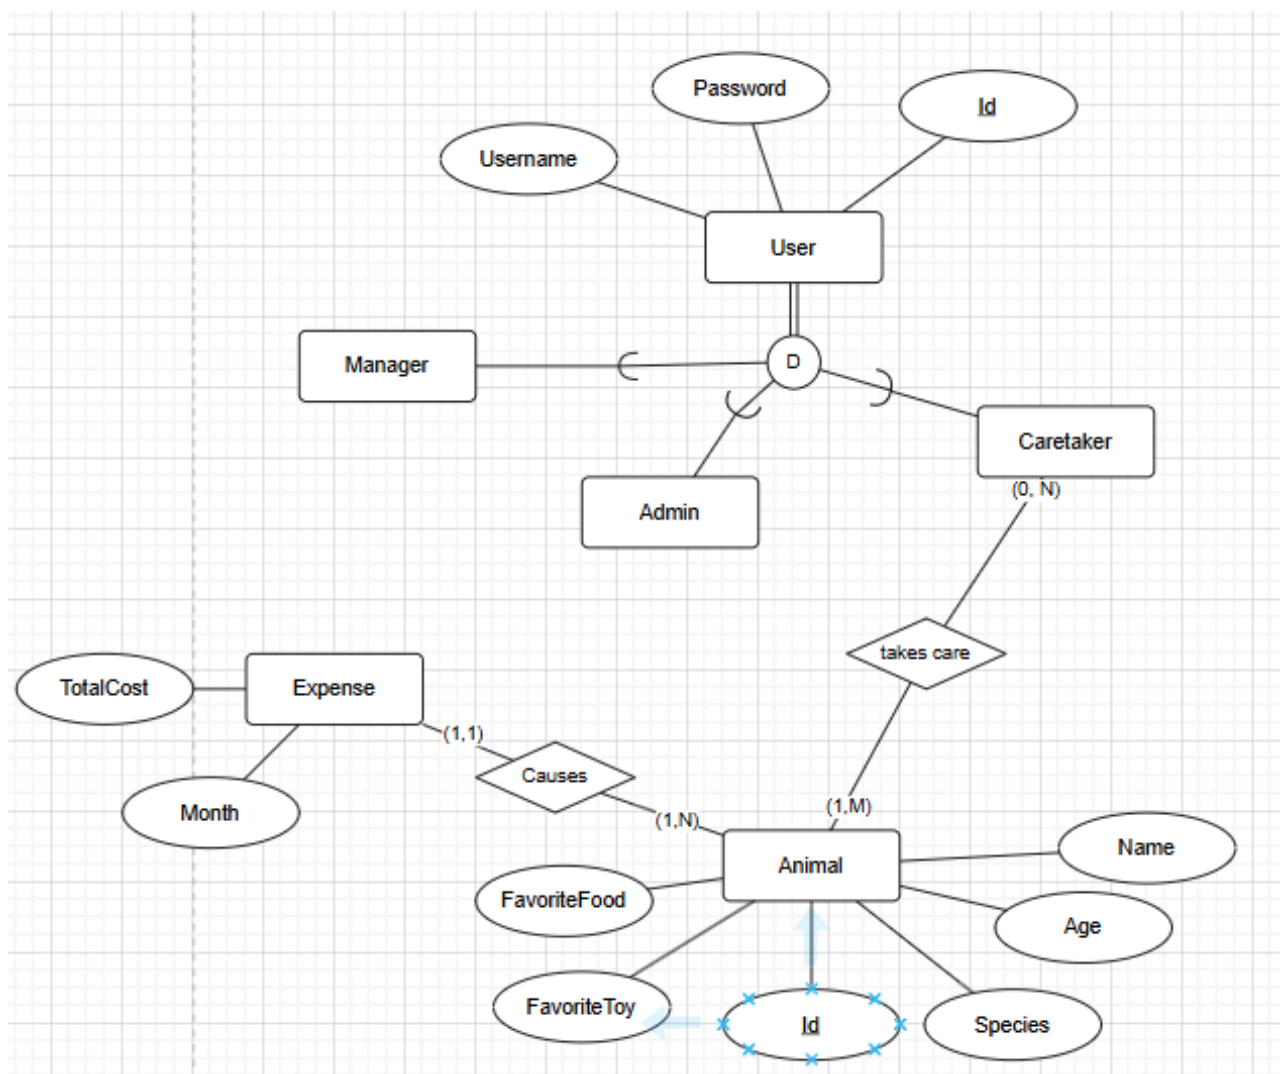 Password
Id
Username
User
Manager
D
Caretaker
(0, N)
Admin
takes care
TotalCost
Expense
(1,1)
Causes
Month
(1,N)
(1,M)
Animal
Name
FavoriteFood
Age
FavoriteToy
Id
Species